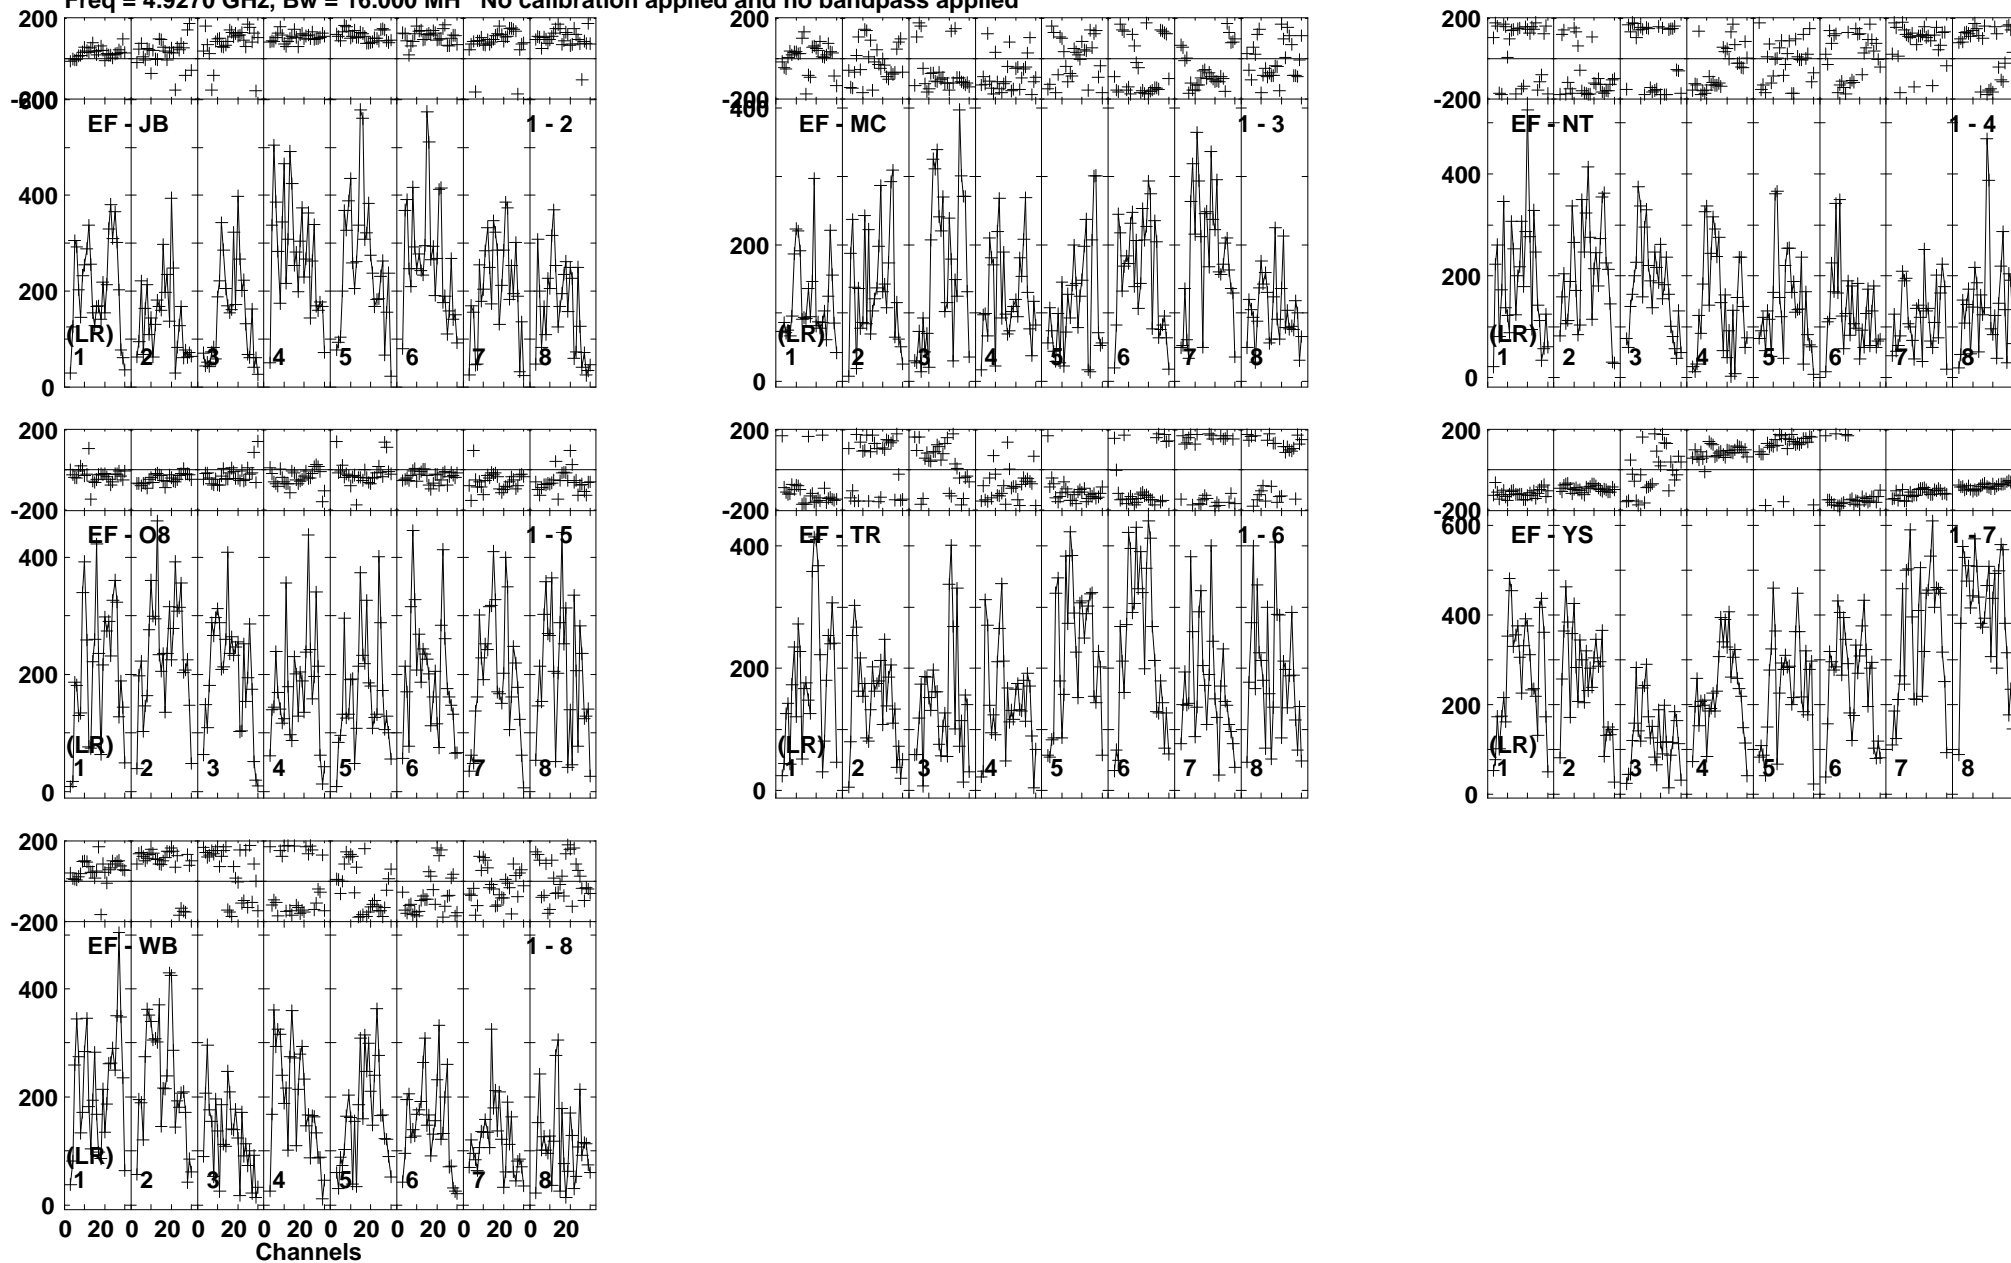 Freq = 4.9270 GHz, Bw = 16.000 MH No calibration applied and no bandpass applied
200
-200
600
400
200
0
EF - JB
1 - 2
(LR)
1 2 3 4 5 6 7 8
200
-200
400
200
0
EF - MC
1 - 3
(LR)
1 2 3 4 5 6 7 8
200
-200
400
200
0
EF - NT
1 - 4
(LR)
1 2 3 4 5 6 7 8
200
-200
400
200
0
EF - O8
1 - 5
(LR)
1 2 3 4 5 6 7 8
200
-200
400
200
0
EF - TR
1 - 6
(LR)
1 2 3 4 5 6 7 8
200
-200
600
400
200
0
EF - YS
1 - 7
(LR)
1 2 3 4 5 6 7 8
200
-200
400
200
0
EF - WB
1 - 8
(LR)
1 2 3 4 5 6 7 8
0 20 0 20 0 20 0 20 0 20 0 20 0 20 0 20
Channels